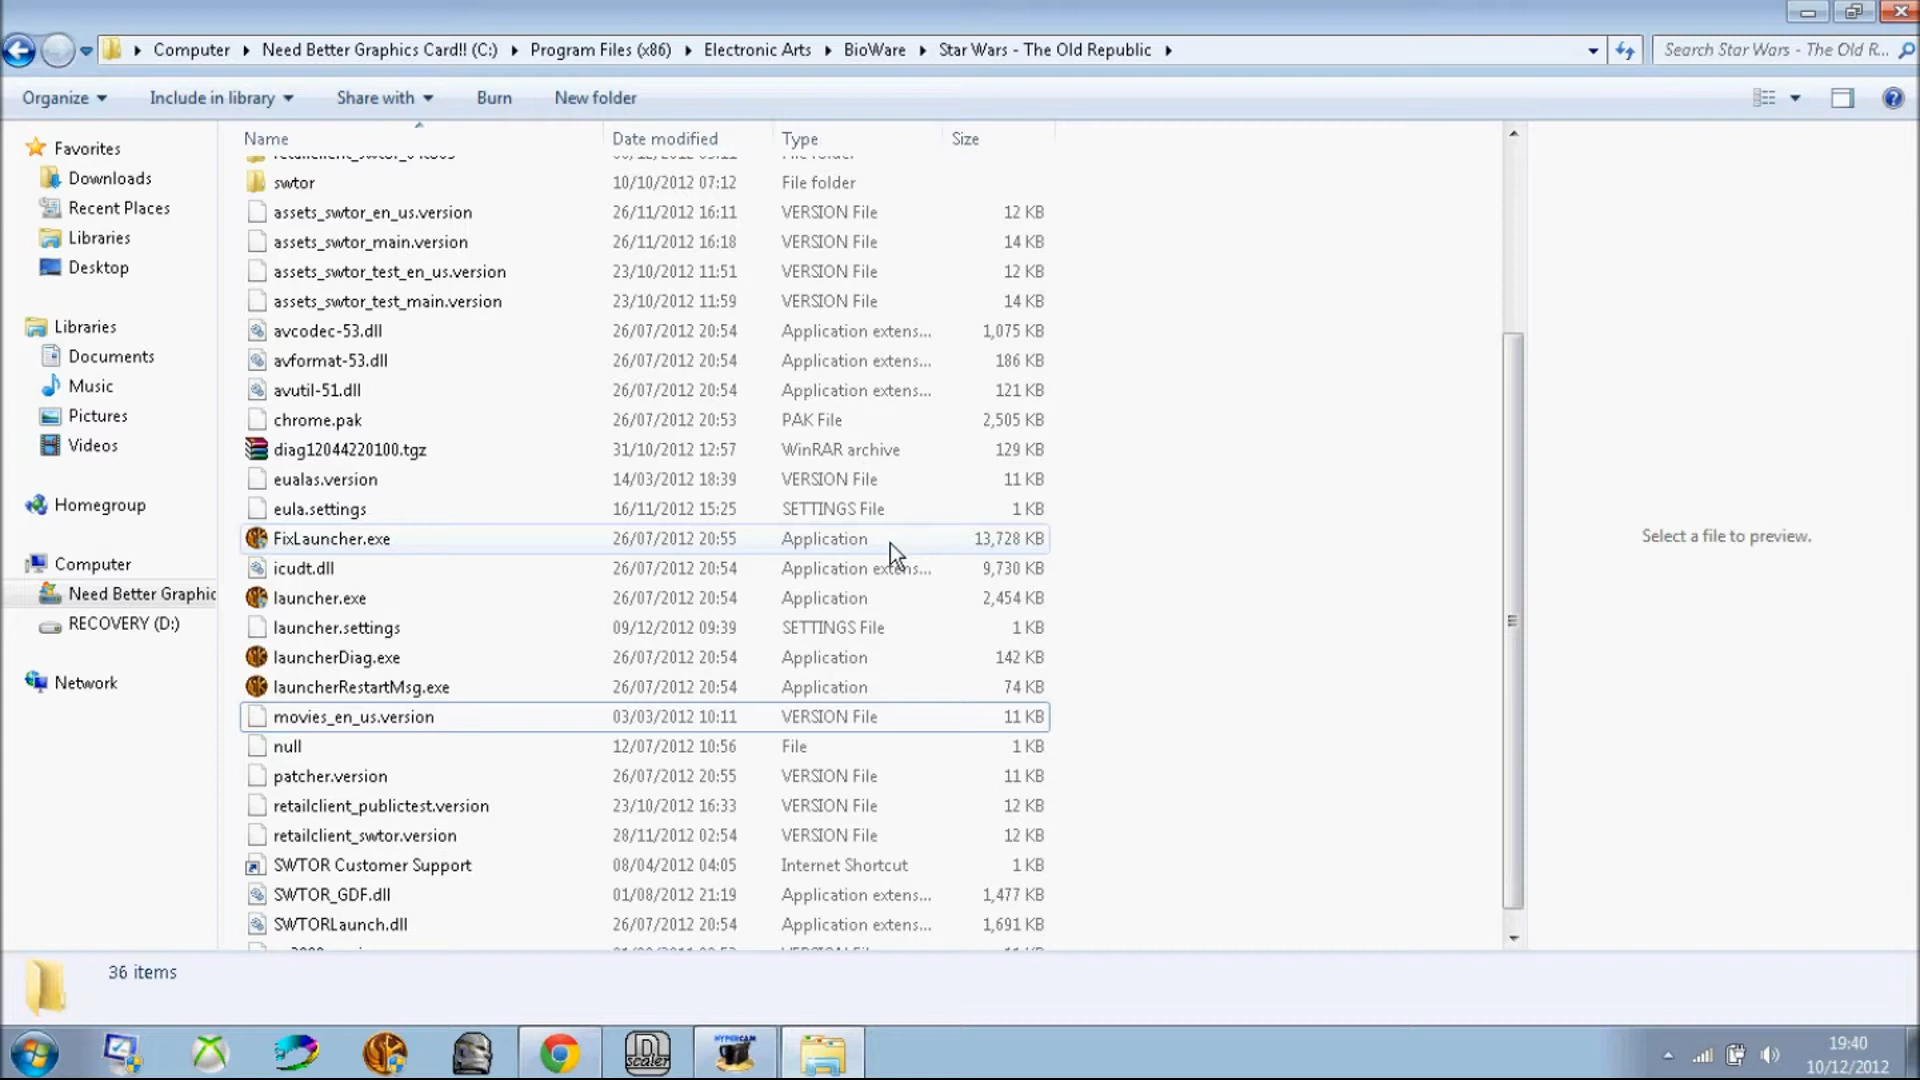 Computer Need Better Graphics Card!! (C:) Program Files (x86) Electronic Arts BioWare Star Wars - The Old Republic Search Star Wars - The Old R...
Organize Include in library Share with Burn New folder
Name Date modified Type Size
swtor 10/10/2012 07:12 File folder
assets_swtor_en_us.version 26/11/2012 16:11 VERSION File 12 KB
assets_swtor_main.version 26/11/2012 16:18 VERSION File 14 KB
assets_swtor_test_en_us.version 23/10/2012 11:51 VERSION File 12 KB
assets_swtor_test_main.version 23/10/2012 11:59 VERSION File 14 KB
avcodec-53.dll 26/07/2012 20:54 Application extens... 1,075 KB
avformat-53.dll 26/07/2012 20:54 Application extens... 186 KB
avutil-51.dll 26/07/2012 20:54 Application extens... 121 KB
chrome.pak 26/07/2012 20:53 PAK File 2,505 KB
diag12044220100.tgz 31/10/2012 12:57 WinRAR archive 129 KB
eualas.version 14/03/2012 18:39 VERSION File 11 KB
eula.settings 16/11/2012 15:25 SETTINGS File 1 KB
FixLauncher.exe 26/07/2012 20:55 Application 13,728 KB
icudt.dll 26/07/2012 20:54 Application extens... 9,730 KB
launcher.exe 26/07/2012 20:54 Application 2,454 KB
launcher.settings 09/12/2012 09:39 SETTINGS File 1 KB
launcherDiag.exe 26/07/2012 20:54 Application 142 KB
launcherRestartMsg.exe 26/07/2012 20:54 Application 74 KB
movies_en_us.version 03/03/2012 10:11 VERSION File 11 KB
null 12/07/2012 10:56 File 1 KB
patcher.version 26/07/2012 20:55 VERSION File 11 KB
retailclient_publictest.version 23/10/2012 16:33 VERSION File 12 KB
retailclient_swtor.version 28/11/2012 02:54 VERSION File 12 KB
SWTOR Customer Support 08/04/2012 04:05 Internet Shortcut 1 KB
SWTOR_GDF.dll 01/08/2012 21:19 Application extens... 1,477 KB
SWTORLaunch.dll 26/07/2012 20:54 Application extens... 1,691 KB
Favorites
Downloads
Recent Places
Libraries
Desktop
Libraries
Documents
Music
Pictures
Videos
Homegroup
Computer
Need Better Graphic
RECOVERY (D:)
Network
Select a file to preview.
36 items
DScaler
HYPERCAM
19:40
10/12/2012